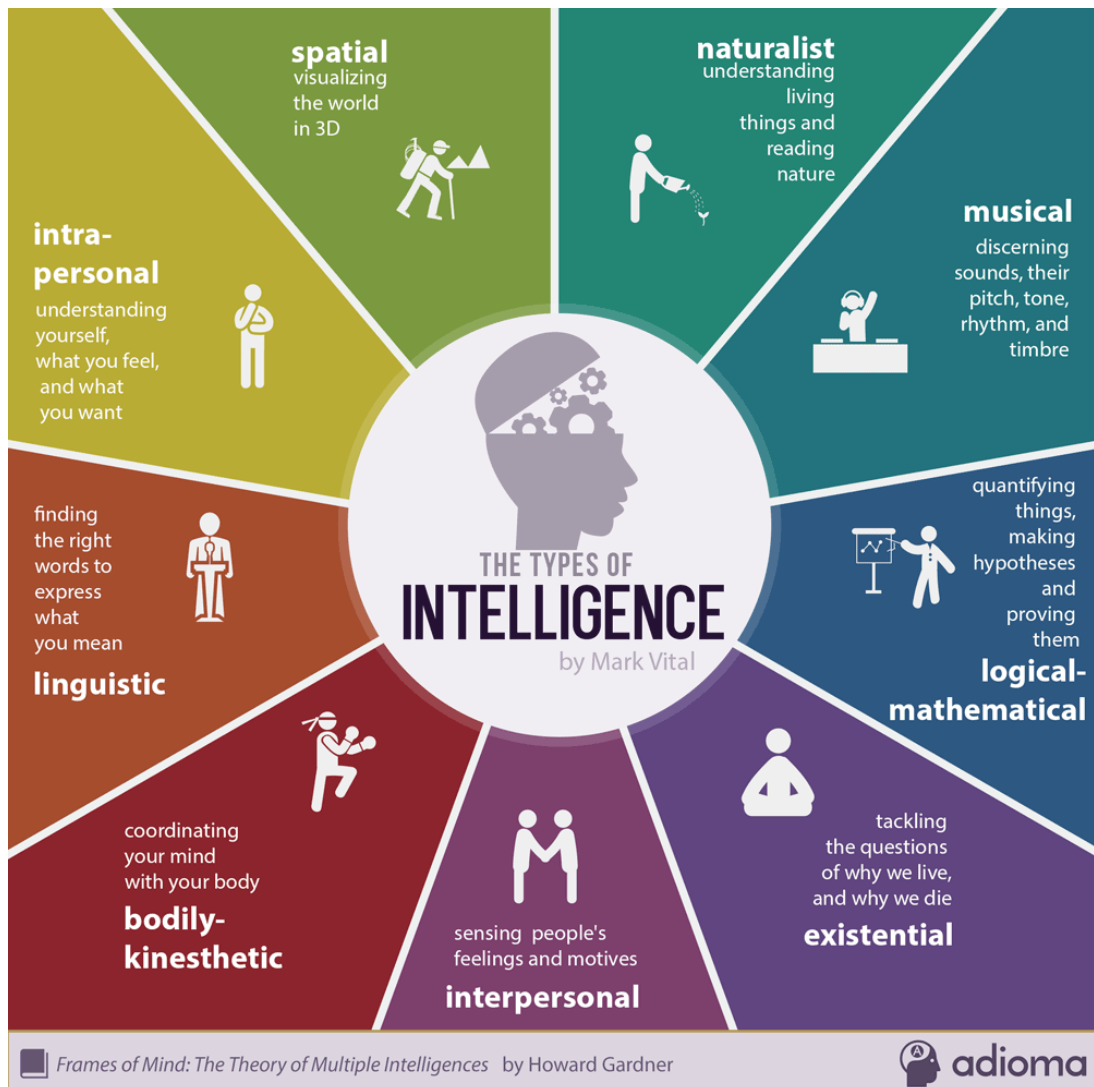 spatial
visualizing
the world
in 3D
naturalist
understanding
living
things and
reading
nature
musical
discerning
sounds, their
pitch, tone,
rhythm, and
timbre
quantifying
things,
making
hypotheses
and
proving
them
logical-
mathematical
tackling
the questions
of why we live,
and why we die
existential
sensing people's
feelings and motives
interpersonal
coordinating
your mind
with your body
bodily-
kinesthetic
finding
the right
words to
express
what
you mean
linguistic
intra-
personal
understanding
yourself,
what you feel,
and what
you want
THE TYPES OF
INTELLIGENCE
by Mark Vital
Frames of Mind: The Theory of Multiple Intelligences by Howard Gardner
A
adioma